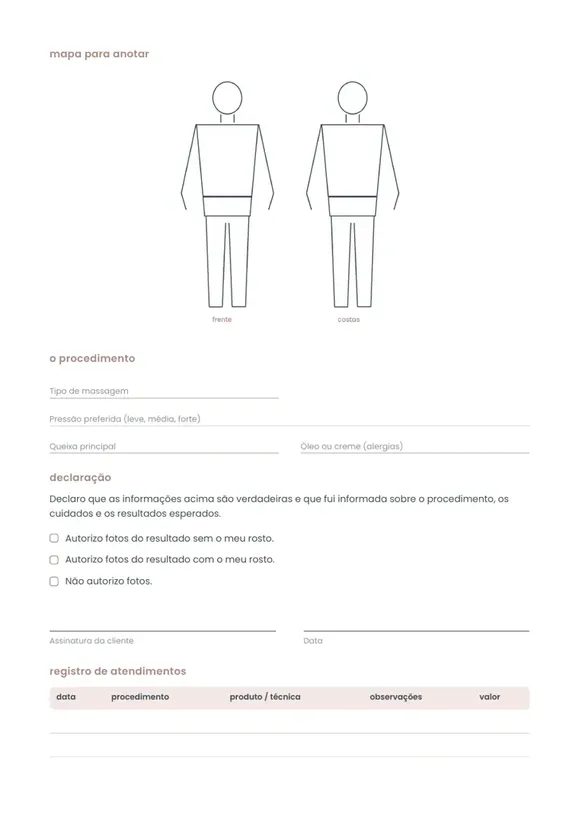 mapa para anotar
frente
costas
o procedimento
Tipo de massagem
Pressão preferida (leve, média, forte)
Queixa principal
Óleo ou creme (alergias)
declaração
Declaro que as informações acima são verdadeiras e que fui informada sobre o procedimento, os
cuidados e os resultados esperados.
Autorizo fotos do resultado sem o meu rosto.
Autorizo fotos do resultado com o meu rosto.
Não autorizo fotos.
Assinatura da cliente
Data
registro de atendimentos
data procedimento produto / técnica observações valor